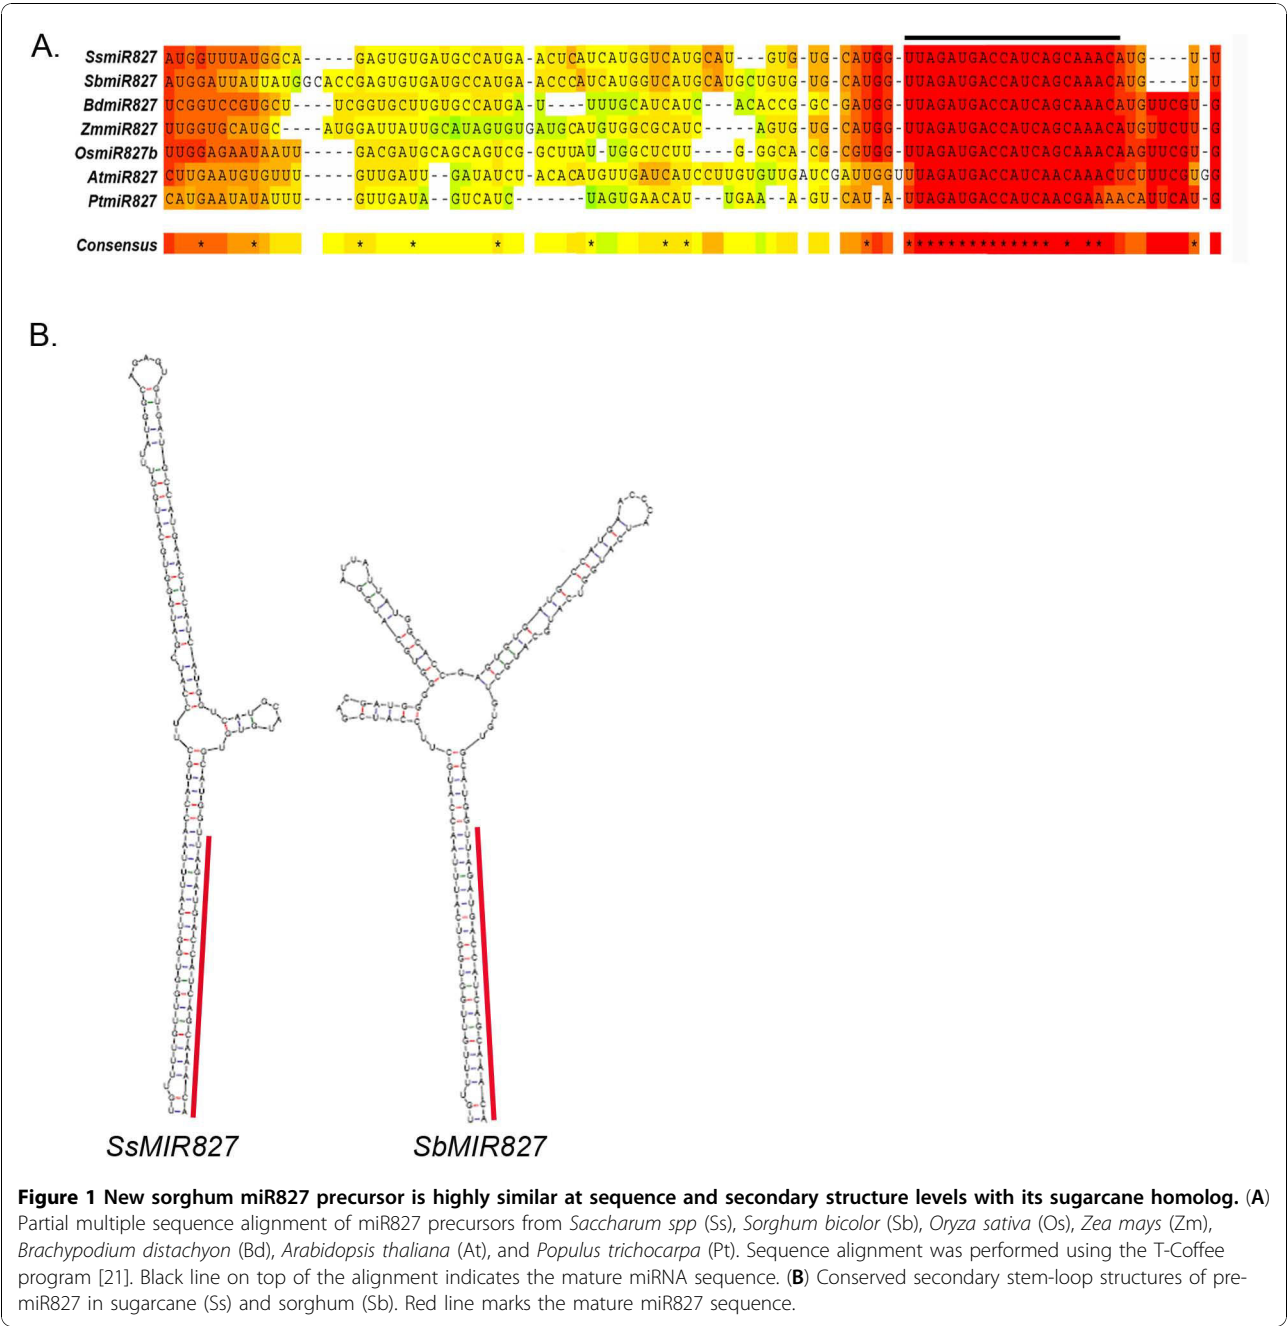 A.
SsmiR827 AUGGUUUAUGGCA-----GAGUGUGAUGCCAUGA-ACUCAUCAUGGUCAUGCAU---GUG-UG-CAUGG-UUAGAUGACCAUCAGCAAACAUG----U-U
SbmiR827 AUGGAUUAUUAUGGCACCGAGUGUGAUGCCAUGA-ACCCAUCAUGGUCAUGCAUGCUGUG-UG-CAUGG-UUAGAUGACCAUCAGCAAACAUG----U-U
BdmiR827 UCGGUCCGUGCU----UCGGUGCUUGUGCCAUGA-U----UUUGCAUCAUC---ACACCG-GC-GAUGG-UUAGAUGACCAUCAGCAAACAUGUUCGU-G
ZmmiR827 UUGGUGCAUGC----AUGGAUUAUUGCAUAGUGUGAUGCAUGUGGCGCAUC-----AGUG-UG-CAUGG-UUAGAUGACCAUCAGCAAACAUGUUCUU-G
OsmiR827b UUGGAGAAUAAUU-----GACGAUGCAGCAGUCG-GCUUAU-UGGCUCUU----G-GGCA-CG-CGUGG-UUAGAUGACCAUCAGCAAACAAGUUCGU-G
AtmiR827 CUUGAAUGUGUUU-----GUUGAUU--GAUAUCU-ACACAUGUUGAUCAUCCUUGUGUUGAUCGAUUGGUUUAGAUGACCAUCAACAAACUCUUUCGUGG
PtmiR827 CAUGAAUAUAUUU-----GUUGAUA--GUCAUC-------UAGUGAACAU---UGAA--A-GU-CAU-A-UUAGAUGACCAUCAACGAAAACAUUCAU-G
Consensus * * * * * * * * * ************** * ** *
B.
SsMIR827 SbMIR827
Figure 1 New sorghum miR827 precursor is highly similar at sequence and secondary structure levels with its sugarcane homolog. (A)
Partial multiple sequence alignment of miR827 precursors from Saccharum spp (Ss), Sorghum bicolor (Sb), Oryza sativa (Os), Zea mays (Zm),
Brachypodium distachyon (Bd), Arabidopsis thaliana (At), and Populus trichocarpa (Pt). Sequence alignment was performed using the T-Coffee
program [21]. Black line on top of the alignment indicates the mature miRNA sequence. (B) Conserved secondary stem-loop structures of pre-
miR827 in sugarcane (Ss) and sorghum (Sb). Red line marks the mature miR827 sequence.